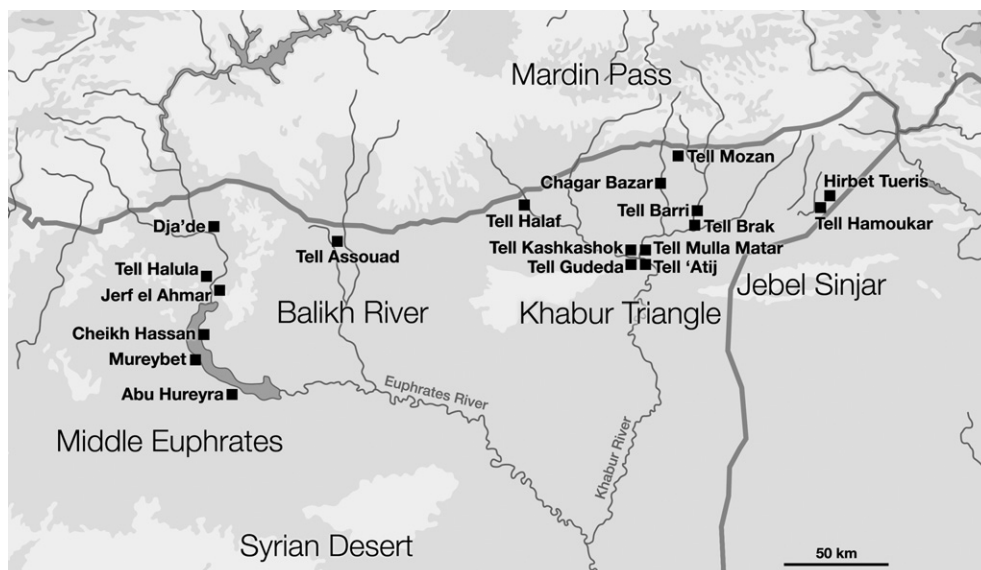 Mardin Pass
Tell Mozan
Chagar Bazar
Hirbet Tueris
Tell Halaf
Tell Barri
Tell Brak
Tell Hamoukar
Dja'de
Tell Assouad
Tell Kashkashok
Tell Mulla Matar
Tell Gudeda
Tell ‘Atij
Tell Halula
Jerf el Ahmar
Jebel Sinjar
Balikh River
Khabur Triangle
Cheikh Hassan
Mureybet
Abu Hureyra
Euphrates River
Middle Euphrates
Khabur River
Syrian Desert
50 km